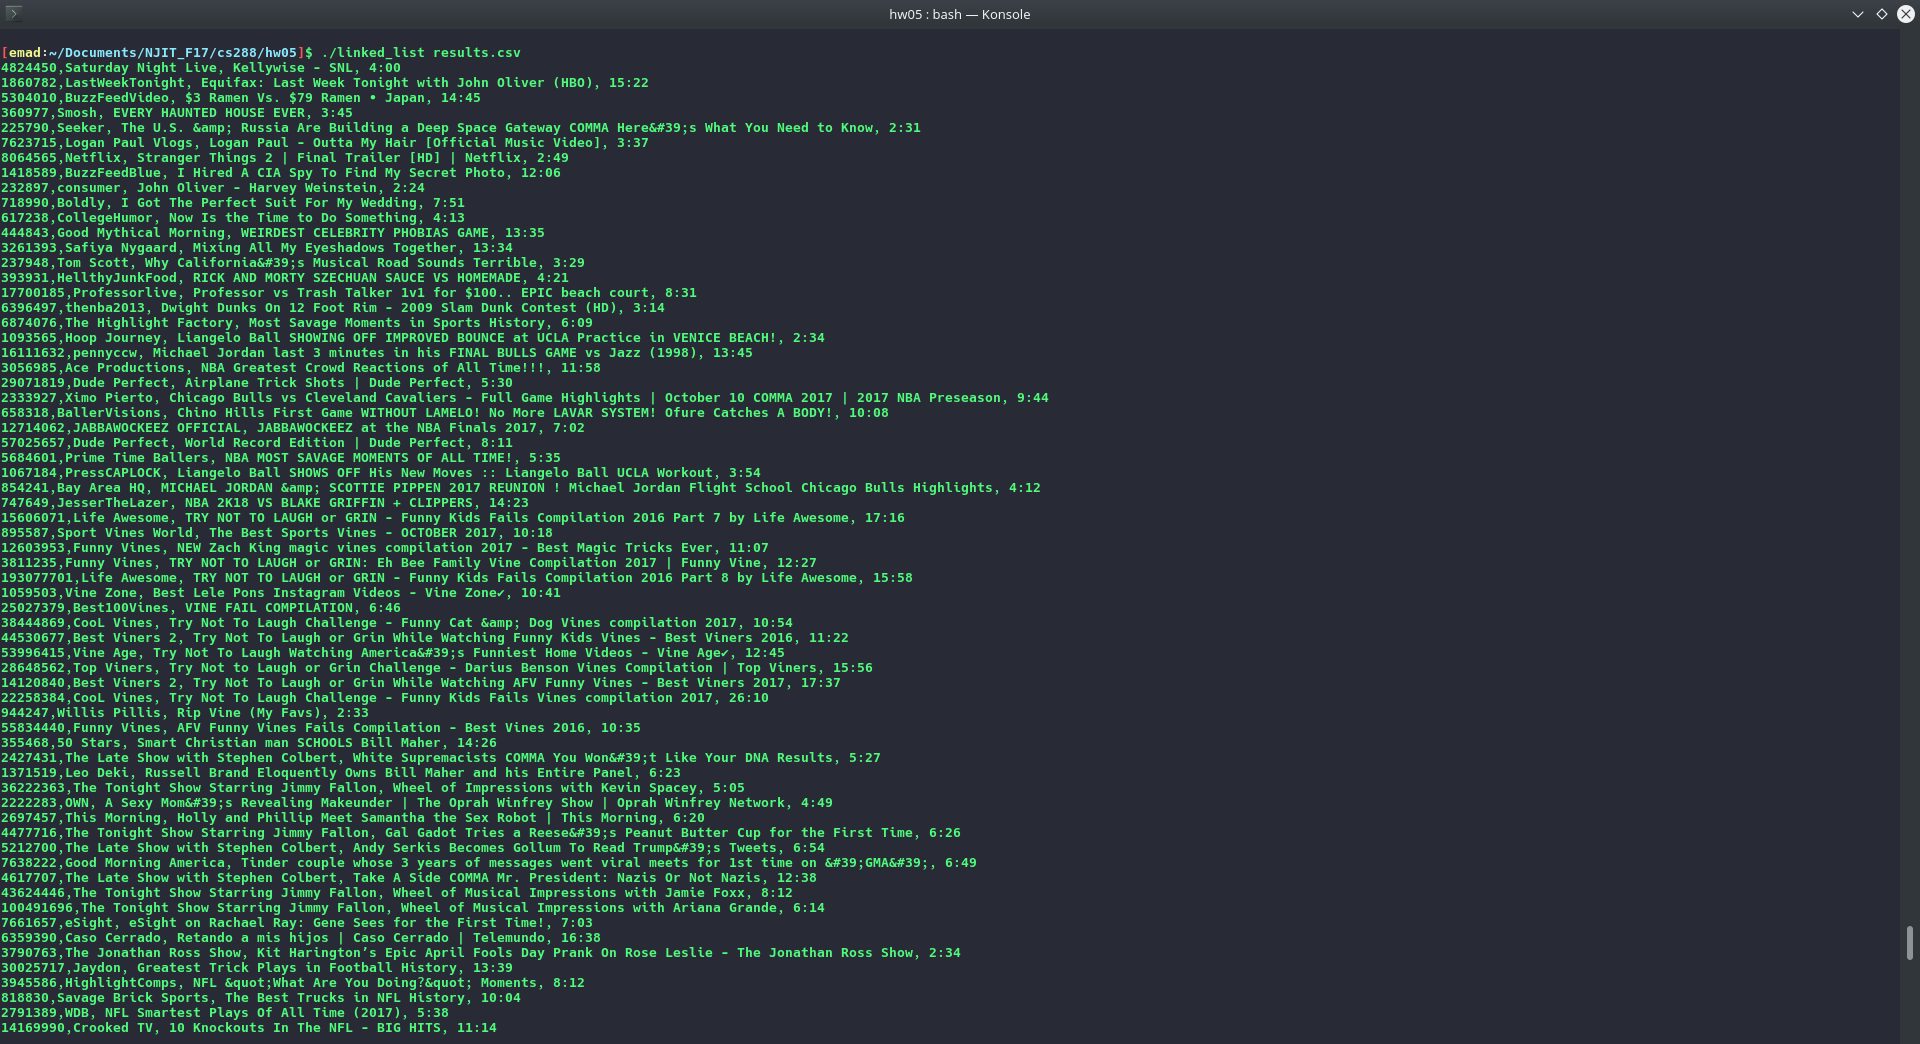 hw05 : bash — Konsole
[emad:~/Documents/NJIT_F17/cs288/hw05]$ ./linked_list results.csv
4824450,Saturday Night Live, Kellywise - SNL, 4:00
1860782,LastWeekTonight, Equifax: Last Week Tonight with John Oliver (HBO), 15:22
5304010,BuzzFeedVideo, $3 Ramen Vs. $79 Ramen • Japan, 14:45
360977,Smosh, EVERY HAUNTED HOUSE EVER, 3:45
225790,Seeker, The U.S. &amp; Russia Are Building a Deep Space Gateway COMMA Here&#39;s What You Need to Know, 2:31
7623715,Logan Paul Vlogs, Logan Paul - Outta My Hair [Official Music Video], 3:37
8064565,Netflix, Stranger Things 2 | Final Trailer [HD] | Netflix, 2:49
1418589,BuzzFeedBlue, I Hired A CIA Spy To Find My Secret Photo, 12:06
232897,consumer, John Oliver - Harvey Weinstein, 2:24
718990,Boldly, I Got The Perfect Suit For My Wedding, 7:51
617238,CollegeHumor, Now Is the Time to Do Something, 4:13
444843,Good Mythical Morning, WEIRDEST CELEBRITY PHOBIAS GAME, 13:35
3261393,Safiya Nygaard, Mixing All My Eyeshadows Together, 13:34
237948,Tom Scott, Why California&#39;s Musical Road Sounds Terrible, 3:29
393931,HellthyJunkFood, RICK AND MORTY SZECHUAN SAUCE VS HOMEMADE, 4:21
17700185,Professorlive, Professor vs Trash Talker 1v1 for $100.. EPIC beach court, 8:31
6396497,thenba2013, Dwight Dunks On 12 Foot Rim - 2009 Slam Dunk Contest (HD), 3:14
6874076,The Highlight Factory, Most Savage Moments in Sports History, 6:09
1093565,Hoop Journey, Liangelo Ball SHOWING OFF IMPROVED BOUNCE at UCLA Practice in VENICE BEACH!, 2:34
16111632,pennyccw, Michael Jordan last 3 minutes in his FINAL BULLS GAME vs Jazz (1998), 13:45
3056985,Ace Productions, NBA Greatest Crowd Reactions of All Time!!!, 11:58
29071819,Dude Perfect, Airplane Trick Shots | Dude Perfect, 5:30
2333927,Ximo Pierto, Chicago Bulls vs Cleveland Cavaliers - Full Game Highlights | October 10 COMMA 2017 | 2017 NBA Preseason, 9:44
658318,BallerVisions, Chino Hills First Game WITHOUT LAMELO! No More LAVAR SYSTEM! Ofure Catches A BODY!, 10:08
12714062,JABBAWOCKEEZ OFFICIAL, JABBAWOCKEEZ at the NBA Finals 2017, 7:02
57025657,Dude Perfect, World Record Edition | Dude Perfect, 8:11
5684601,Prime Time Ballers, NBA MOST SAVAGE MOMENTS OF ALL TIME!, 5:35
1067184,PressCAPLOCK, Liangelo Ball SHOWS OFF His New Moves :: Liangelo Ball UCLA Workout, 3:54
854241,Bay Area HQ, MICHAEL JORDAN &amp; SCOTTIE PIPPEN 2017 REUNION ! Michael Jordan Flight School Chicago Bulls Highlights, 4:12
747649,JesserTheLazer, NBA 2K18 VS BLAKE GRIFFIN + CLIPPERS, 14:23
15606071,Life Awesome, TRY NOT TO LAUGH or GRIN - Funny Kids Fails Compilation 2016 Part 7 by Life Awesome, 17:16
895587,Sport Vines World, The Best Sports Vines - OCTOBER 2017, 10:18
12603953,Funny Vines, NEW Zach King magic vines compilation 2017 - Best Magic Tricks Ever, 11:07
3811235,Funny Vines, TRY NOT TO LAUGH or GRIN: Eh Bee Family Vine Compilation 2017 | Funny Vine, 12:27
193077701,Life Awesome, TRY NOT TO LAUGH or GRIN - Funny Kids Fails Compilation 2016 Part 8 by Life Awesome, 15:58
1059503,Vine Zone, Best Lele Pons Instagram Videos - Vine Zone✔, 10:41
25027379,Best100Vines, VINE FAIL COMPILATION, 6:46
38444869,CooL Vines, Try Not To Laugh Challenge - Funny Cat &amp; Dog Vines compilation 2017, 10:54
44530677,Best Viners 2, Try Not To Laugh or Grin While Watching Funny Kids Vines - Best Viners 2016, 11:22
53996415,Vine Age, Try Not To Laugh Watching America&#39;s Funniest Home Videos - Vine Age✔, 12:45
28648562,Top Viners, Try Not to Laugh or Grin Challenge - Darius Benson Vines Compilation | Top Viners, 15:56
14120840,Best Viners 2, Try Not To Laugh or Grin While Watching AFV Funny Vines - Best Viners 2017, 17:37
22258384,CooL Vines, Try Not To Laugh Challenge - Funny Kids Fails Vines compilation 2017, 26:10
944247,Willis Pillis, Rip Vine (My Favs), 2:33
55834440,Funny Vines, AFV Funny Vines Fails Compilation - Best Vines 2016, 10:35
355468,50 Stars, Smart Christian man SCHOOLS Bill Maher, 14:26
2427431,The Late Show with Stephen Colbert, White Supremacists COMMA You Won&#39;t Like Your DNA Results, 5:27
1371519,Leo Deki, Russell Brand Eloquently Owns Bill Maher and his Entire Panel, 6:23
36222363,The Tonight Show Starring Jimmy Fallon, Wheel of Impressions with Kevin Spacey, 5:05
2222283,OWN, A Sexy Mom&#39;s Revealing Makeunder | The Oprah Winfrey Show | Oprah Winfrey Network, 4:49
2697457,This Morning, Holly and Phillip Meet Samantha the Sex Robot | This Morning, 6:20
4477716,The Tonight Show Starring Jimmy Fallon, Gal Gadot Tries a Reese&#39;s Peanut Butter Cup for the First Time, 6:26
5212700,The Late Show with Stephen Colbert, Andy Serkis Becomes Gollum To Read Trump&#39;s Tweets, 6:54
7638222,Good Morning America, Tinder couple whose 3 years of messages went viral meets for 1st time on &#39;GMA&#39;, 6:49
4617707,The Late Show with Stephen Colbert, Take A Side COMMA Mr. President: Nazis Or Not Nazis, 12:38
43624446,The Tonight Show Starring Jimmy Fallon, Wheel of Musical Impressions with Jamie Foxx, 8:12
100491696,The Tonight Show Starring Jimmy Fallon, Wheel of Musical Impressions with Ariana Grande, 6:14
7661657,eSight, eSight on Rachael Ray: Gene Sees for the First Time!, 7:03
6359390,Caso Cerrado, Retando a mis hijos | Caso Cerrado | Telemundo, 16:38
3790763,The Jonathan Ross Show, Kit Harington’s Epic April Fools Day Prank On Rose Leslie - The Jonathan Ross Show, 2:34
30025717,Jaydon, Greatest Trick Plays in Football History, 13:39
3945586,HighlightComps, NFL &quot;What Are You Doing?&quot; Moments, 8:12
818830,Savage Brick Sports, The Best Trucks in NFL History, 10:04
2791389,WDB, NFL Smartest Plays Of All Time (2017), 5:38
14169990,Crooked TV, 10 Knockouts In The NFL - BIG HITS, 11:14